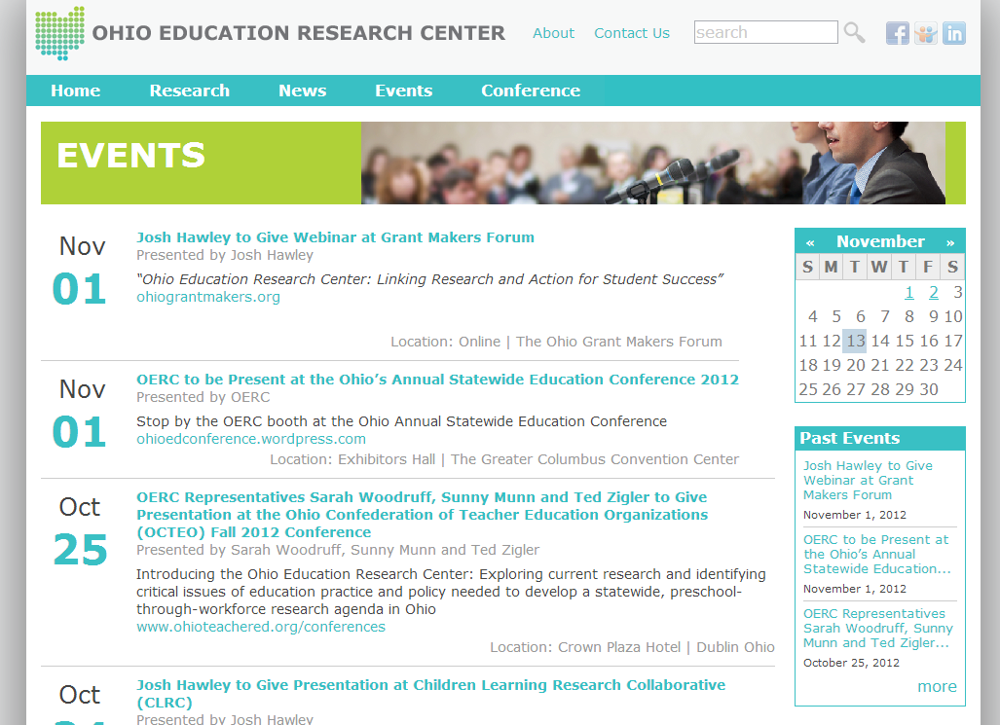 OHIO EDUCATION RESEARCH CENTER
About Contact Us search
Home Research News Events Conference
EVENTS
Nov
01
Josh Hawley to Give Webinar at Grant Makers Forum
Presented by Josh Hawley
“Ohio Education Research Center: Linking Research and Action for Student Success”
ohiograntmakers.org
Location: Online | The Ohio Grant Makers Forum
Nov
01
OERC to be Present at the Ohio’s Annual Statewide Education Conference 2012
Presented by OERC
Stop by the OERC booth at the Ohio Annual Statewide Education Conference
ohioedconference.wordpress.com
Location: Exhibitors Hall | The Greater Columbus Convention Center
Oct
25
OERC Representatives Sarah Woodruff, Sunny Munn and Ted Zigler to Give
Presentation at the Ohio Confederation of Teacher Education Organizations
(OCTEO) Fall 2012 Conference
Presented by Sarah Woodruff, Sunny Munn and Ted Zigler
Introducing the Ohio Education Research Center: Exploring current research and identifying
critical issues of education practice and policy needed to develop a statewide, preschool-
through-workforce research agenda in Ohio
www.ohioteachered.org/conferences
Location: Crown Plaza Hotel | Dublin Ohio
Oct
Josh Hawley to Give Presentation at Children Learning Research Collaborative
(CLRC)
Presented by Josh Hawley
« November »
S M T W T F S
1 2 3
4 5 6 7 8 9 10
11 12 13 14 15 16 17
18 19 20 21 22 23 24
25 26 27 28 29 30
Past Events
Josh Hawley to Give
Webinar at Grant
Makers Forum
November 1, 2012
OERC to be Present at
the Ohio’s Annual
Statewide Education...
November 1, 2012
OERC Representatives
Sarah Woodruff, Sunny
Munn and Ted Zigler...
October 25, 2012
more